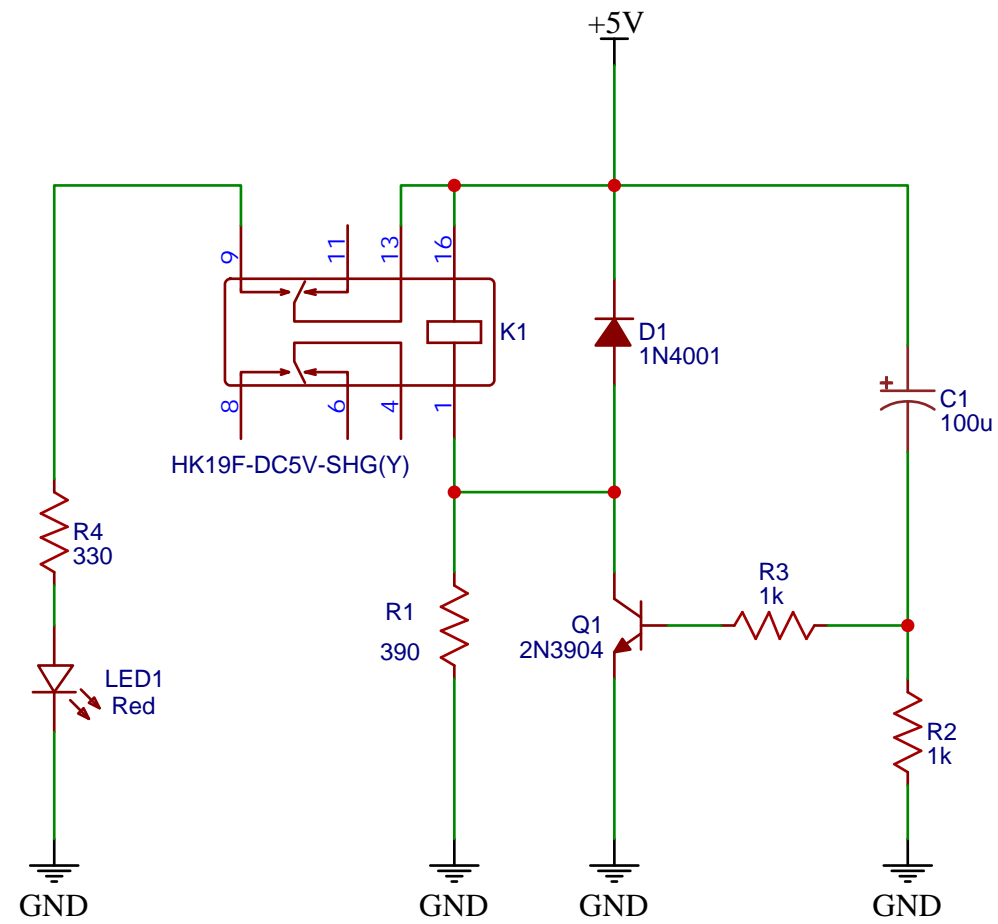 +5V
9
11
13
16
K1
D1
1N4001
C1
100u
8
6
4
1
HK19F-DC5V-SHG(Y)
R4
330
R3
1k
R1
390
Q1
2N3904
LED1
Red
R2
1k
GND
GND
GND
GND